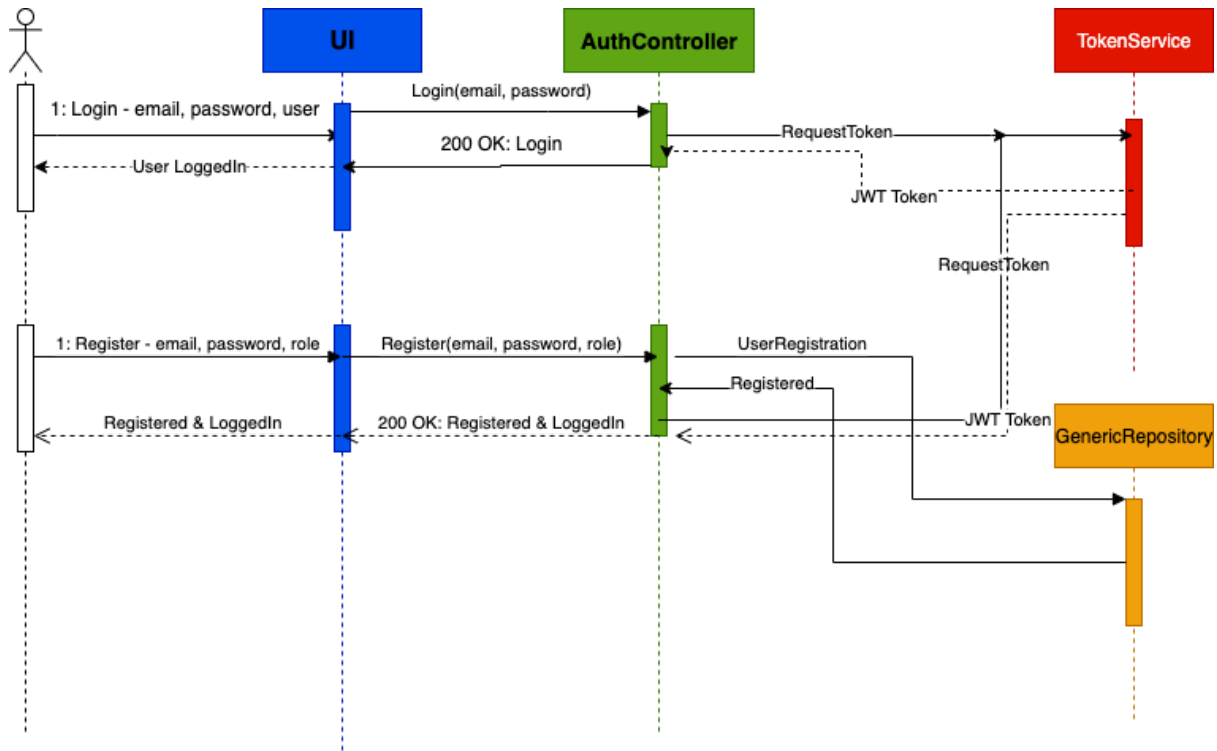 UI
AuthController
TokenService
1: Login - email, password, user
Login(email, password)
RequestToken
200 OK: Login
User LoggedIn
JWT Token
RequestToken
1: Register - email, password, role
Register(email, password, role)
UserRegistration
Registered
Registered & LoggedIn
200 OK: Registered & LoggedIn
JWT Token
GenericRepository